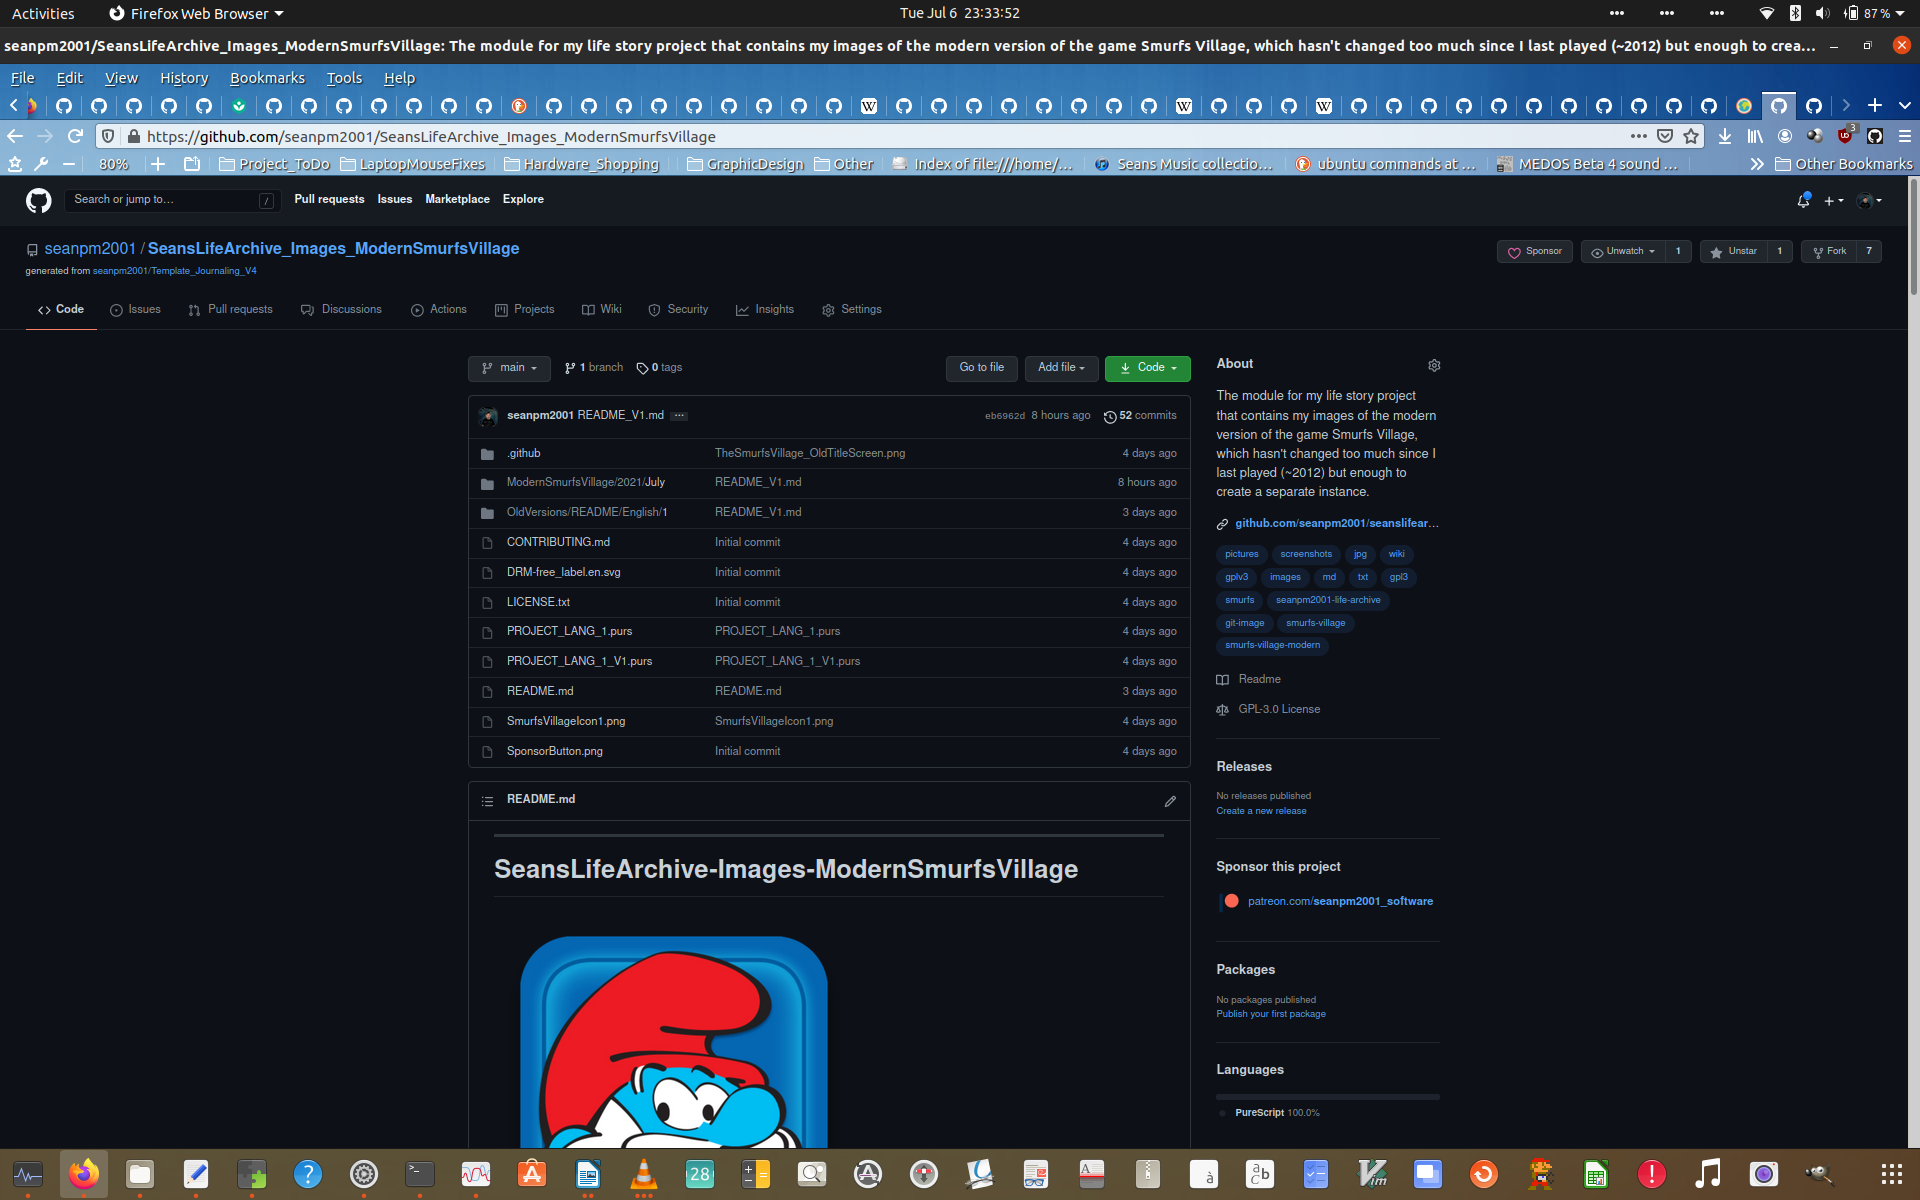 Activities Firefox Web Browser Tue Jul 6 23:33:52 87 %
seanpm2001/SeansLifeArchive_Images_ModernSmurfsVillage: The module for my life story project that contains my images of the modern version of the game Smurfs Village, which hasn't changed too much since I last played (~2012) but enough to crea…
File Edit View History Bookmarks Tools Help
https://github.com/seanpm2001/SeansLifeArchive_Images_ModernSmurfsVillage 3
80% Project_ToDo LaptopMouseFixes Hardware_Shopping GraphicDesign Other Index of file:///home/… Seans Music collectio… ubuntu commands at … MEDOS Beta 4 sound … Other Bookmarks
Search or jump to… / Pull requests Issues Marketplace Explore
seanpm2001 / SeansLifeArchive_Images_ModernSmurfsVillage
Sponsor Unwatch 1 Unstar 1 Fork 7
generated from seanpm2001/Template_Journaling_V4
Code Issues Pull requests Discussions Actions Projects Wiki Security Insights Settings
main 1 branch 0 tags Go to file Add file Code
seanpm2001 README_V1.md eb6962d 8 hours ago 52 commits
.github TheSmurfsVillage_OldTitleScreen.png 4 days ago
ModernSmurfsVillage/2021/July README_V1.md 8 hours ago
OldVersions/README/English/1 README_V1.md 3 days ago
CONTRIBUTING.md Initial commit 4 days ago
DRM-free_label.en.svg Initial commit 4 days ago
LICENSE.txt Initial commit 4 days ago
PROJECT_LANG_1.purs PROJECT_LANG_1.purs 4 days ago
PROJECT_LANG_1_V1.purs PROJECT_LANG_1_V1.purs 4 days ago
README.md README.md 3 days ago
SmurfsVillageIcon1.png SmurfsVillageIcon1.png 4 days ago
SponsorButton.png Initial commit 4 days ago
README.md
SeansLifeArchive-Images-ModernSmurfsVillage
About
The module for my life story project
that contains my images of the modern
version of the game Smurfs Village,
which hasn't changed too much since I
last played (~2012) but enough to
create a separate instance.
github.com/seanpm2001/seanslifear…
pictures screenshots jpg wiki
gplv3 images md txt gpl3
smurfs seanpm2001-life-archive
git-image smurfs-village
smurfs-village-modern
Readme
GPL-3.0 License
Releases
No releases published
Create a new release
Sponsor this project
patreon.com/seanpm2001_software
Packages
No packages published
Publish your first package
Languages
PureScript 100.0%
28